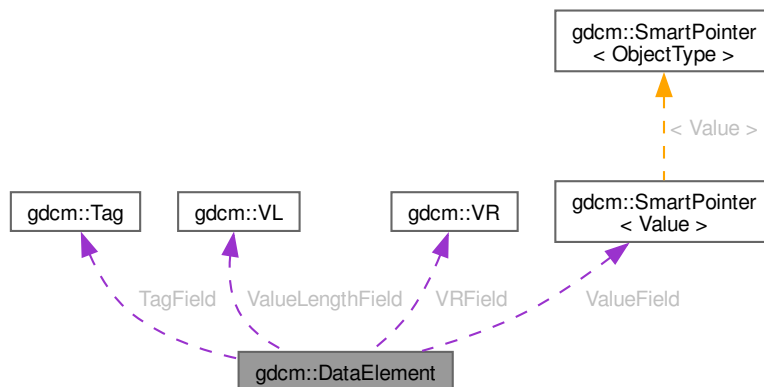 gdcm::SmartPointer
< ObjectType >
< Value >
gdcm::Tag
gdcm::VL
gdcm::VR
gdcm::SmartPointer
< Value >
TagField
ValueLengthField
VRField
ValueField
gdcm::DataElement